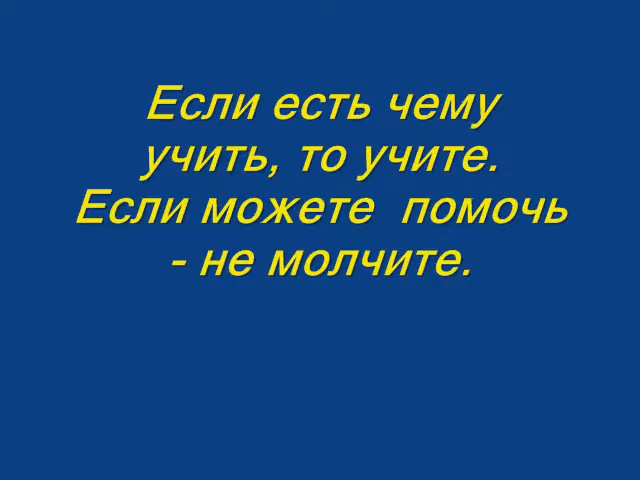 Если есть чему
учить, то учите.
Если можете помочь
- не молчите.